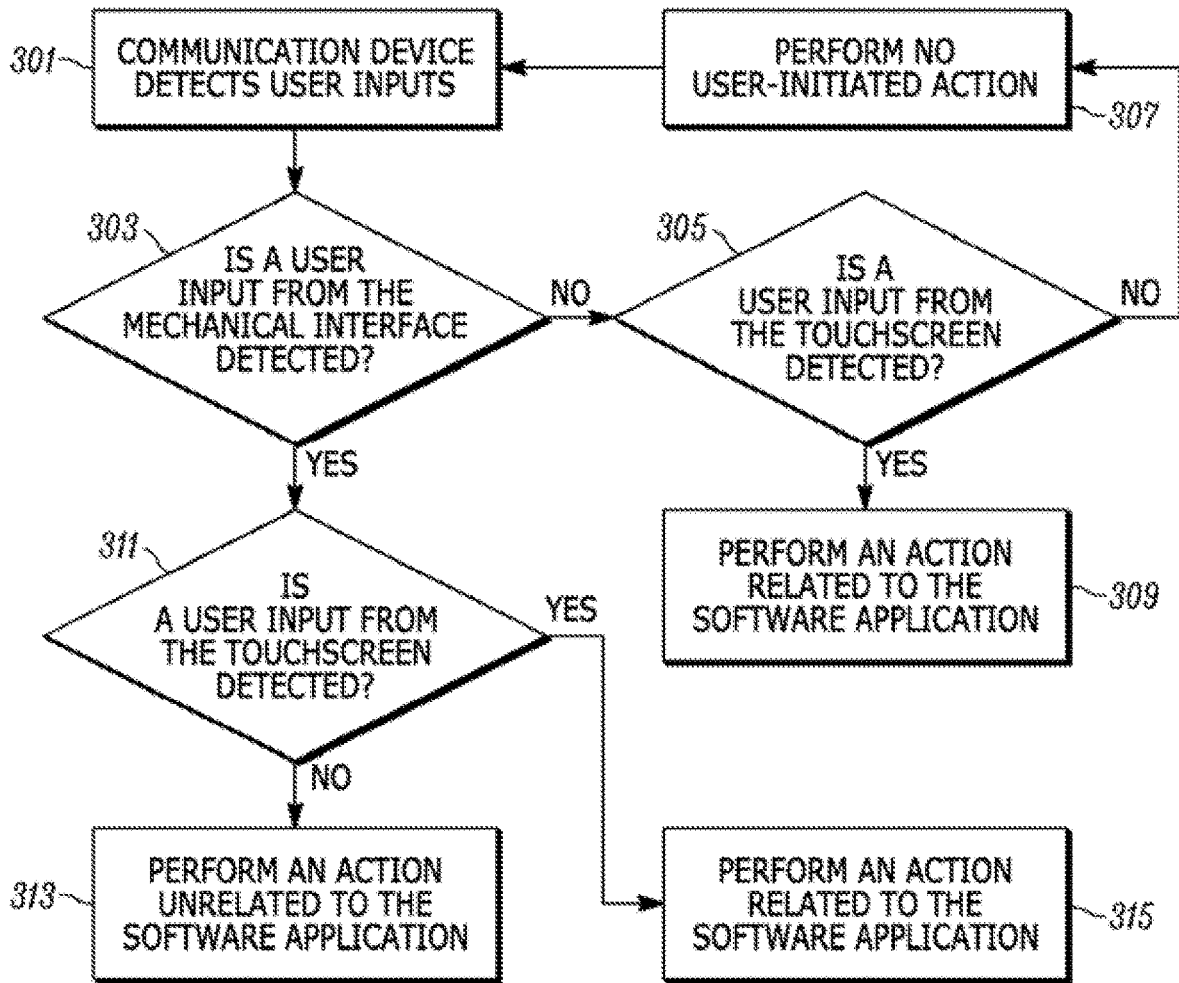 301
COMMUNICATION DEVICE
DETECTS USER INPUTS
PERFORM NO
USER-INITIATED ACTION
307
303
IS A USER
INPUT FROM THE
MECHANICAL INTERFACE
DETECTED?
NO
305
IS A
USER INPUT FROM
THE TOUCHSCREEN
DETECTED?
NO
YES
YES
311
IS
A USER INPUT FROM
THE TOUCHSCREEN
DETECTED?
YES
PERFORM AN ACTION
RELATED TO THE
SOFTWARE APPLICATION
309
NO
313
PERFORM AN ACTION
UNRELATED TO THE
SOFTWARE APPLICATION
PERFORM AN ACTION
RELATED TO THE
SOFTWARE APPLICATION
315